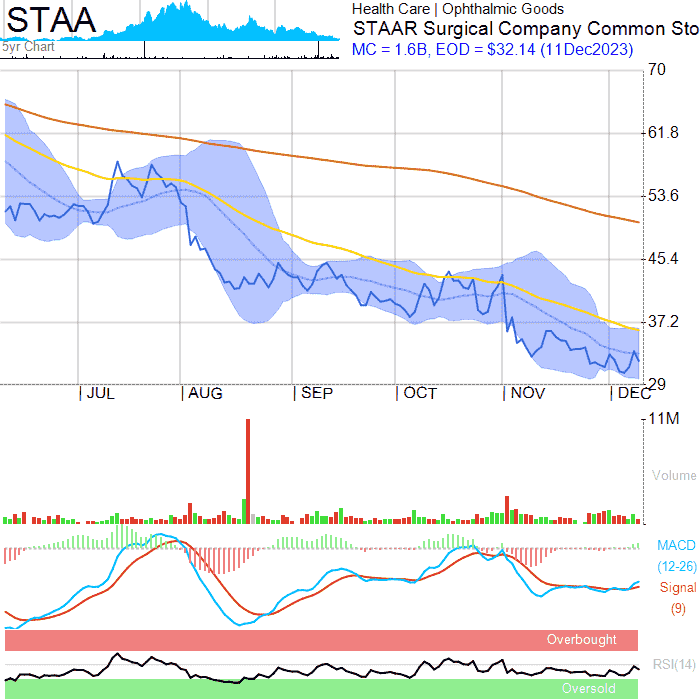 STAA
5yr Chart
Health Care | Ophthalmic Goods
STAAR Surgical Company Common Sto
MC = 1.6B, EOD = $32.14 (11Dec2023)
70
61.8
53.6
45.4
37.2
29
| JUL | AUG | SEP | OCT | NOV | DEC
11M
Volume
MACD
(12-26)
Signal
(9)
Overbought
RSI(14)
Oversold